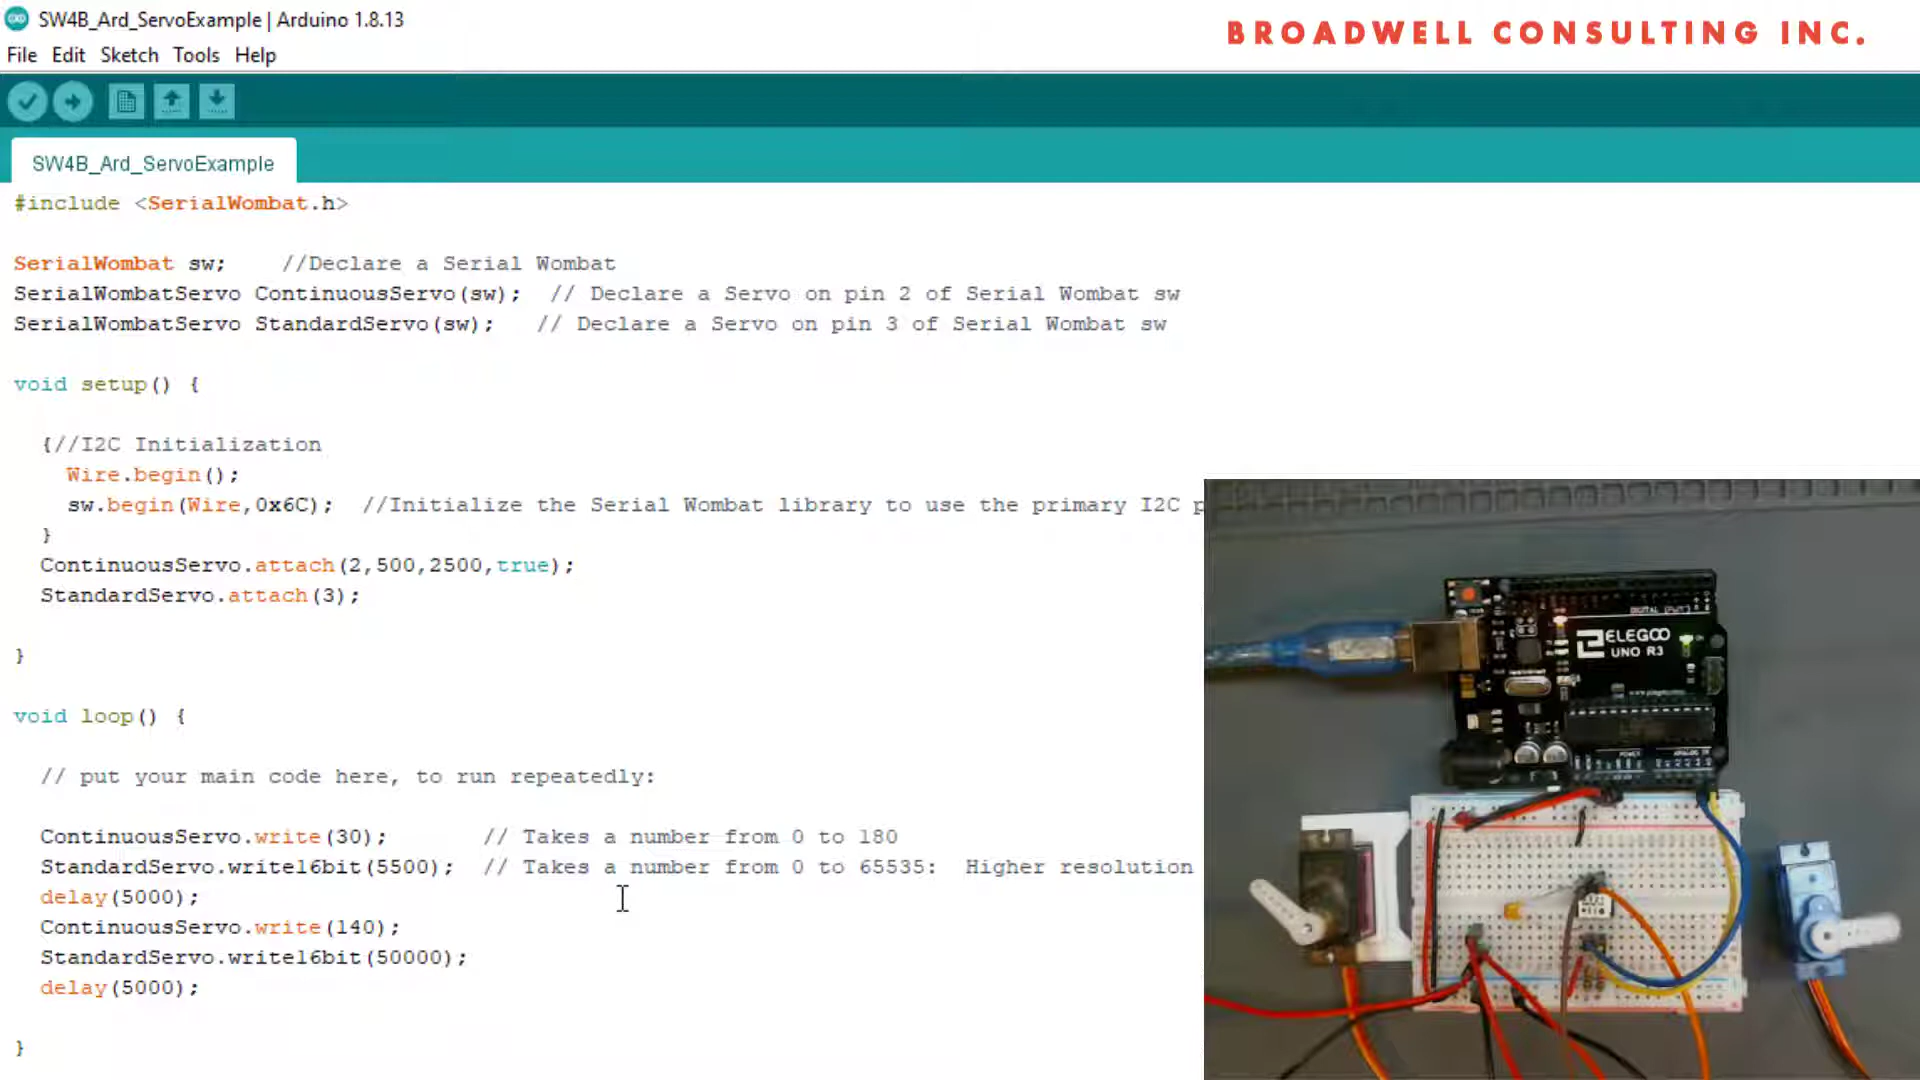 SW4B_Ard_ServoExample | Arduino 1.8.13
BROADWELL CONSULTING INC.
File Edit Sketch Tools Help
SW4B_Ard_ServoExample
#include <SerialWombat.h>
SerialWombat sw;    //Declare a Serial Wombat
SerialWombatServo ContinuousServo(sw);  // Declare a Servo on pin 2 of Serial Wombat sw
SerialWombatServo StandardServo(sw);   // Declare a Servo on pin 3 of Serial Wombat sw
void setup() {
{//I2C Initialization
Wire.begin();
sw.begin(Wire,0x6C);  //Initialize the Serial Wombat library to use the primary I2C p
}
ContinuousServo.attach(2,500,2500,true);
StandardServo.attach(3);
}
void loop() {
// put your main code here, to run repeatedly:
ContinuousServo.write(30);       // Takes a number from 0 to 180
StandardServo.write16bit(5500);  // Takes a number from 0 to 65535:  Higher resolution
delay(5000);
ContinuousServo.write(140);
StandardServo.write16bit(50000);
delay(5000);
}
DIGITAL (PWM~)
ELEGOO
UNO R3
POWER
ANALOG IN